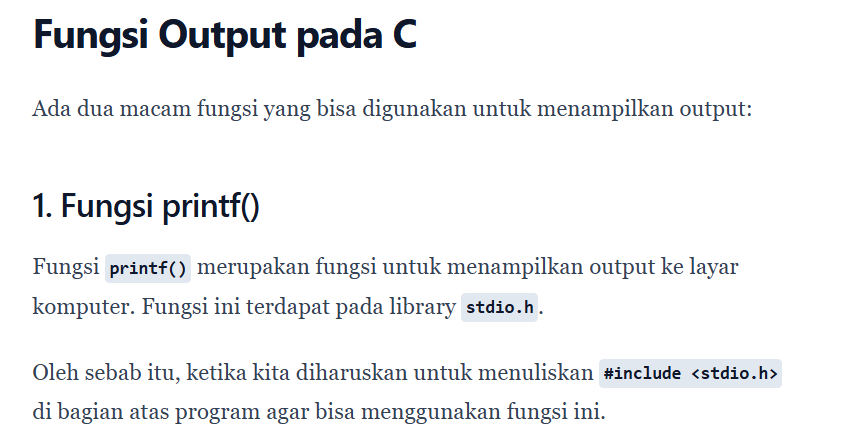 Fungsi Output pada C
Ada dua macam fungsi yang bisa digunakan untuk menampilkan output:
1. Fungsi printf()
Fungsi printf() merupakan fungsi untuk menampilkan output ke layar
komputer. Fungsi ini terdapat pada library stdio.h.
Oleh sebab itu, ketika kita diharuskan untuk menuliskan #include <stdio.h>
di bagian atas program agar bisa menggunakan fungsi ini.